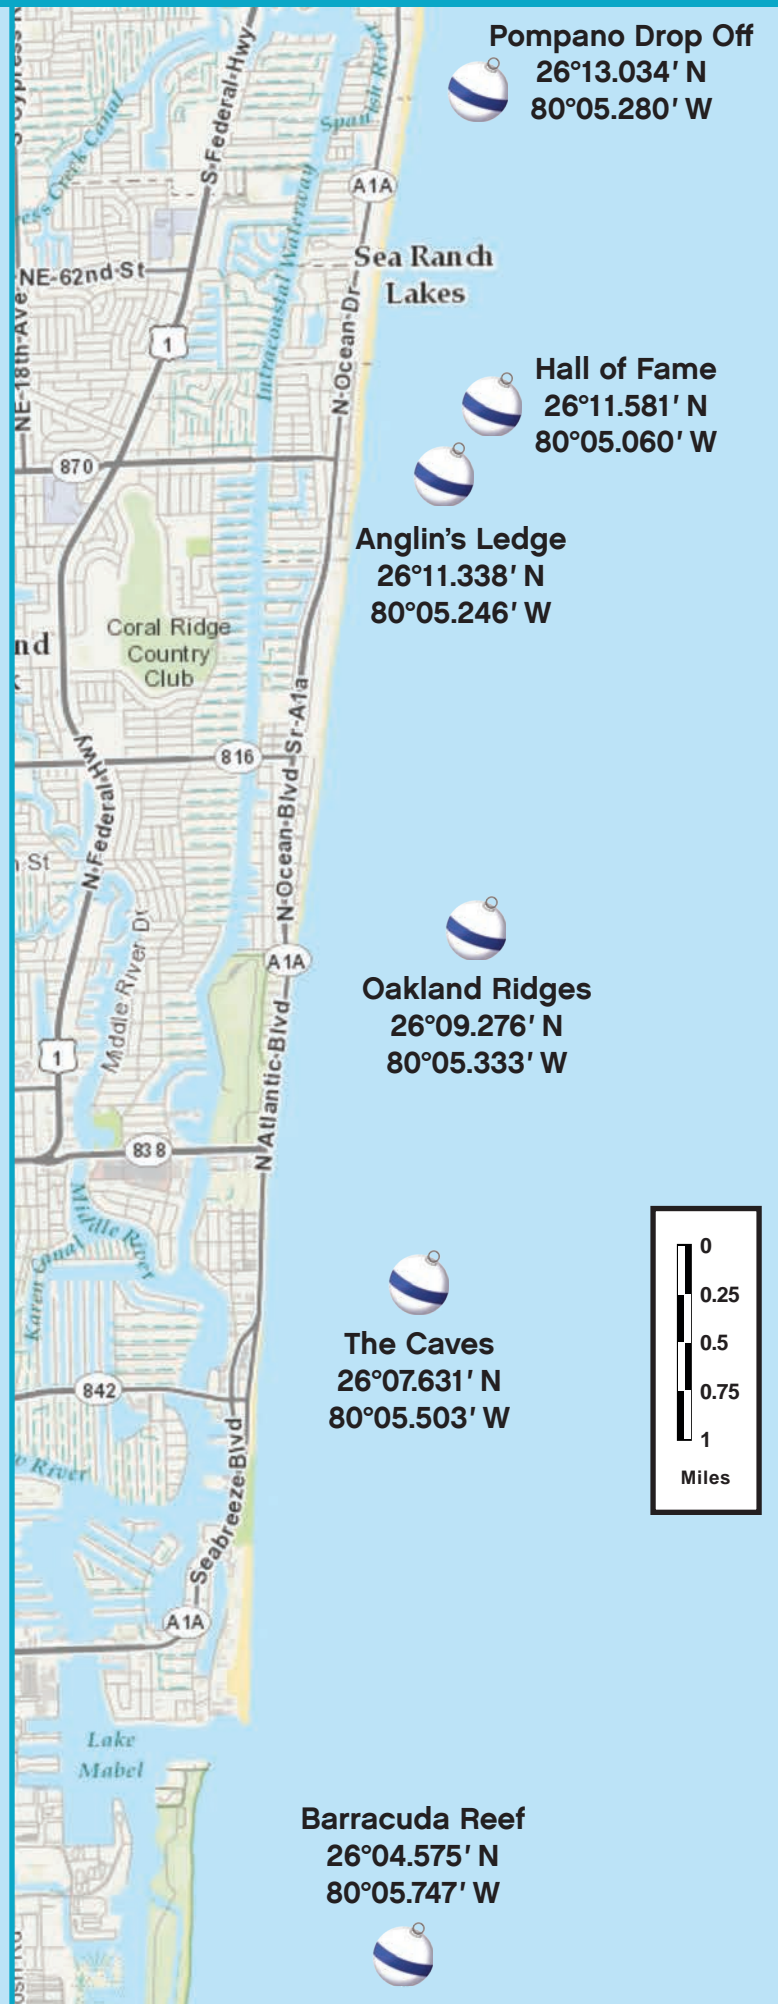 Pompano Drop Off
26°13.034' N
80°05.280' W
S-Federal-Hwy
Spanish River
A1A
Sea Ranch
Lakes
NE-62nd-St
Intracoastal Waterway
N-Ocean-Dr
NE-18th-Ave
1
Hall of Fame
26°11.581' N
80°05.060' W
870
Anglin's Ledge
26°11.338' N
80°05.246' W
Coral Ridge
Country
Club
nd
k
816
N-Ocean-Blvd-Sr-A1a
N-Federal-Hwy
St
Middle River Dr
A1A
Oakland Ridges
26°09.276' N
80°05.333' W
1
N Atlantic-Blvd
838
Middle River
Karen Canal
0
0.25
0.5
0.75
1
Miles
The Caves
26°07.631' N
80°05.503' W
842
River
Seabreeze-Blvd
A1A
Lake
Mabel
Barracuda Reef
26°04.575' N
80°05.747' W